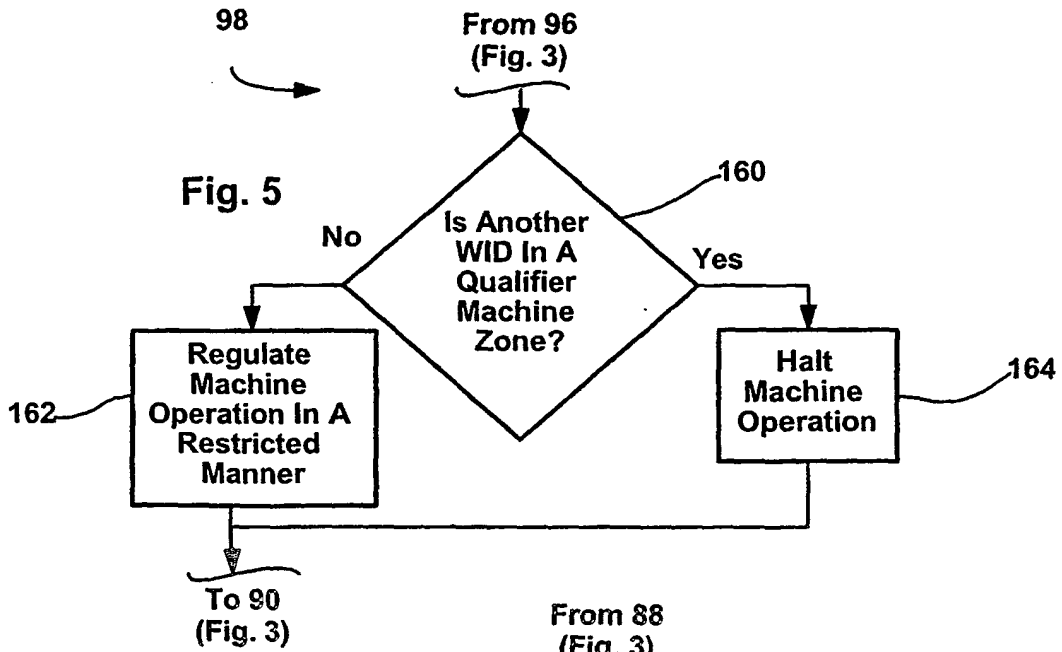 98
From 96
(Fig. 3)
Fig. 5
160
Is Another
WID In A
Qualifier
Machine
Zone?
No
Yes
Regulate
Machine
Operation In A
Restricted
Manner
162
Halt
Machine
Operation
164
To 90
(Fig. 3)
From 88
(Fig. 3)